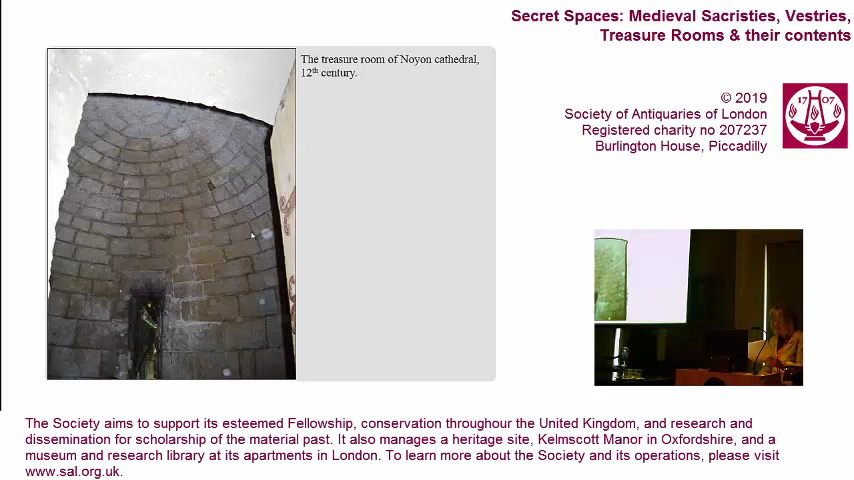 Secret Spaces: Medieval Sacristies, Vestries,
Treasure Rooms & their contents
The treasure room of Noyon cathedral,
12th century.
© 2019
Society of Antiquaries of London
Registered charity no 207237
Burlington House, Piccadilly
17 07
The Society aims to support its esteemed Fellowship, conservation throughour the United Kingdom, and research and
dissemination for scholarship of the material past. It also manages a heritage site, Kelmscott Manor in Oxfordshire, and a
museum and research library at its apartments in London. To learn more about the Society and its operations, please visit
www.sal.org.uk.